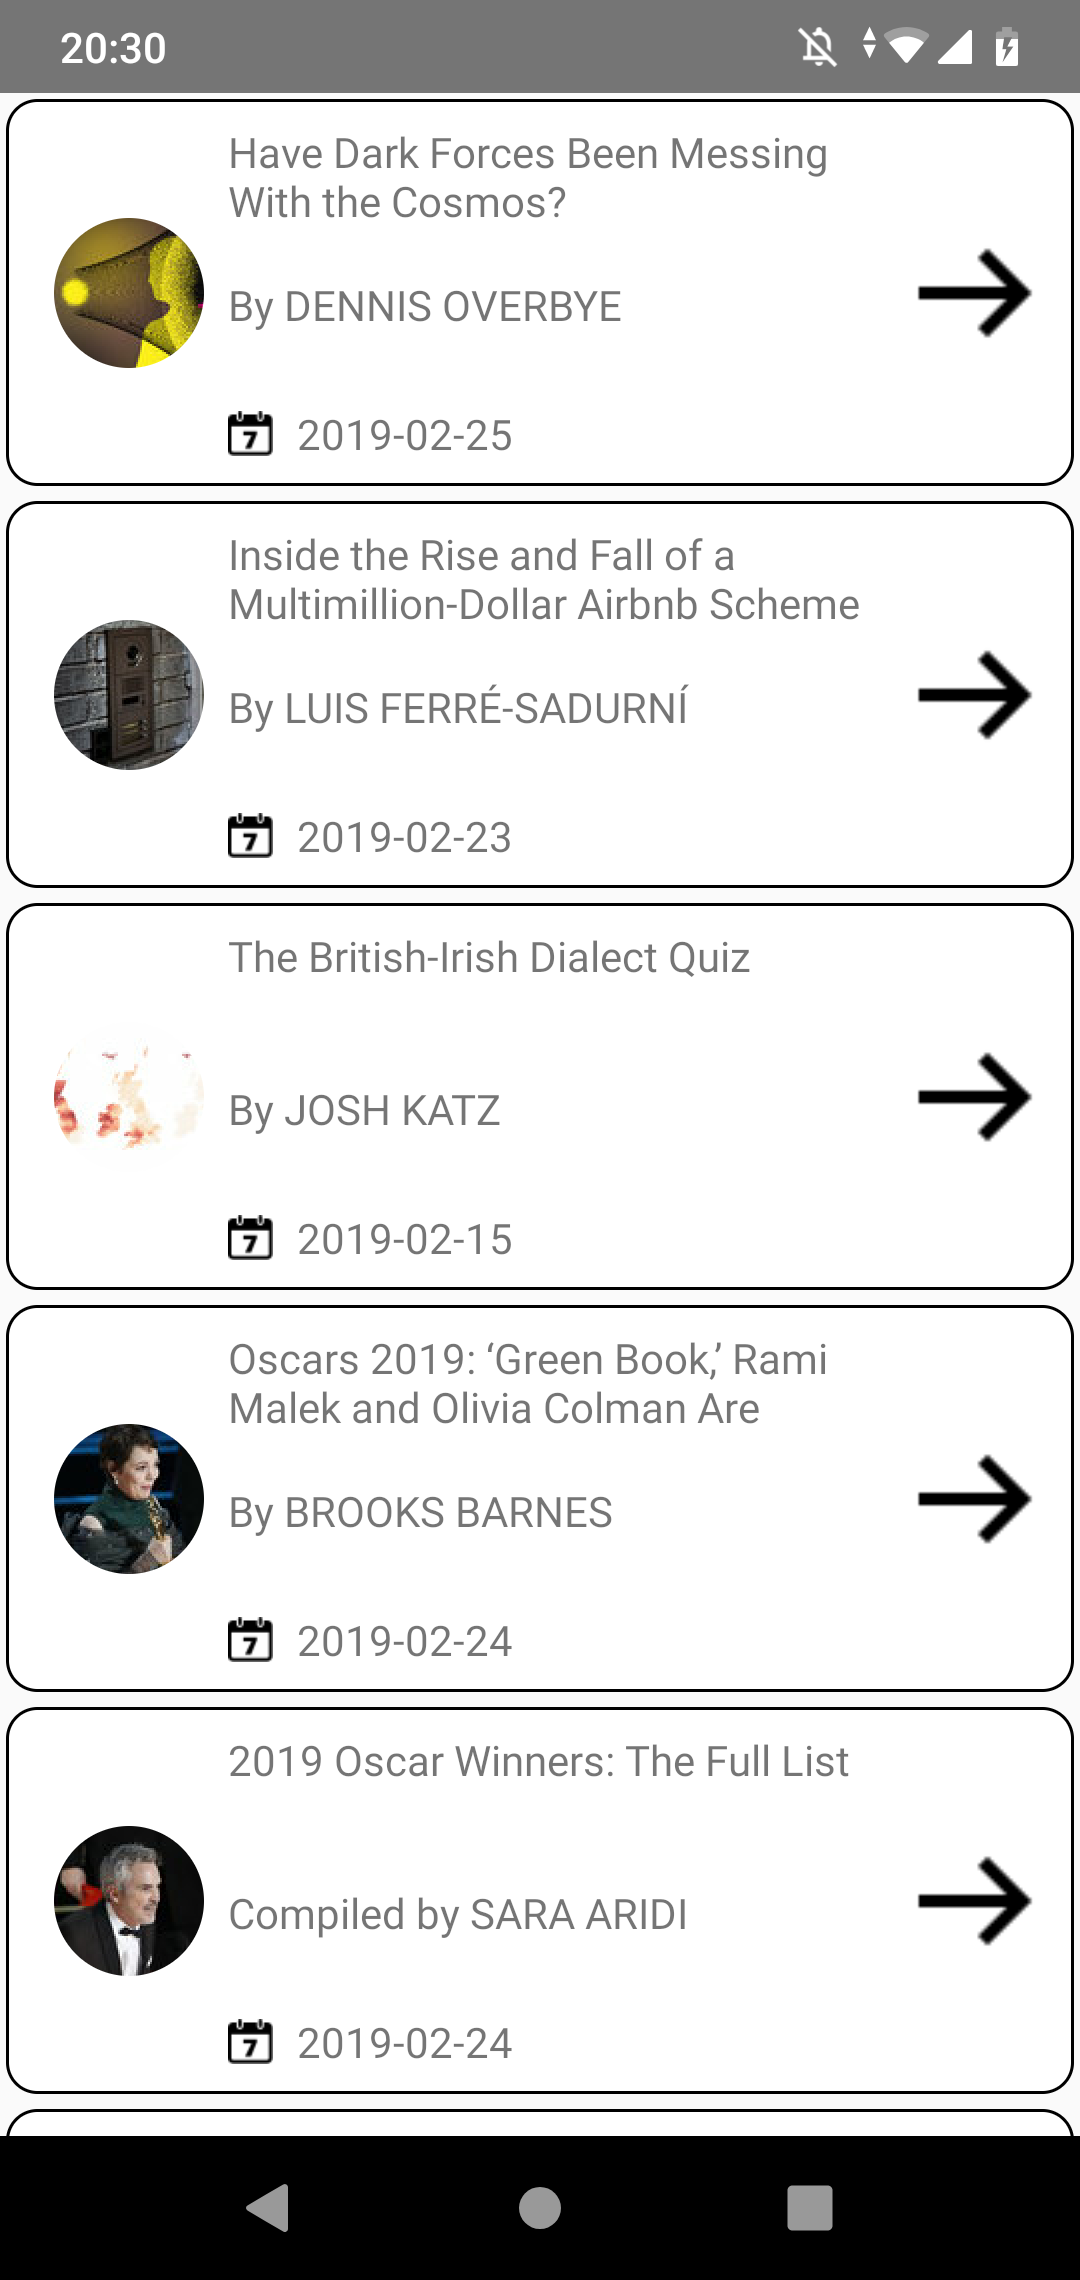 20:30
Have Dark Forces Been Messing
With the Cosmos?
By DENNIS OVERBYE
7 2019-02-25
Inside the Rise and Fall of a
Multimillion-Dollar Airbnb Scheme
By LUIS FERRÉ-SADURNÍ
7 2019-02-23
The British-Irish Dialect Quiz
By JOSH KATZ
7 2019-02-15
Oscars 2019: ‘Green Book,’ Rami
Malek and Olivia Colman Are
By BROOKS BARNES
7 2019-02-24
2019 Oscar Winners: The Full List
Compiled by SARA ARIDI
7 2019-02-24